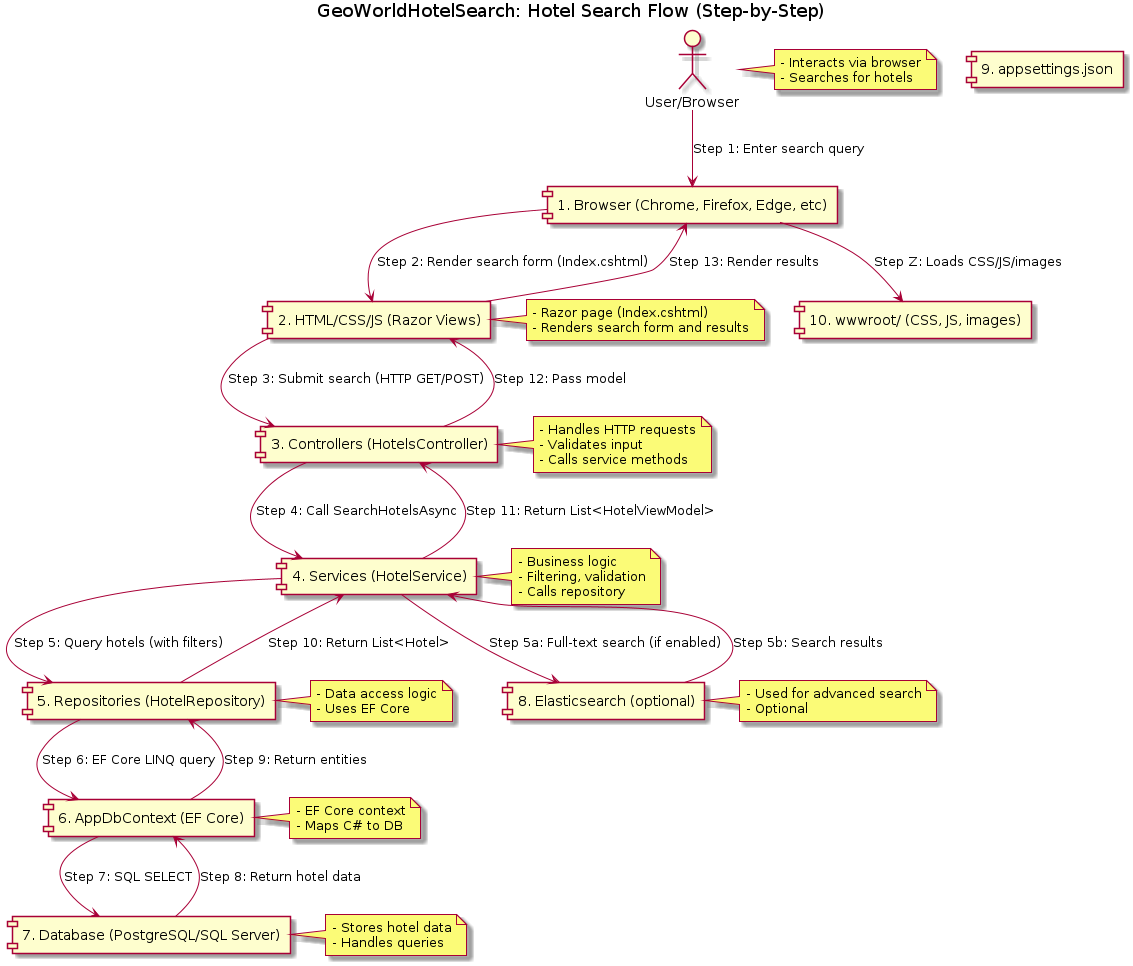 GeoWorldHotelSearch: Hotel Search Flow (Step-by-Step)
User/Browser
- Interacts via browser
- Searches for hotels
9. appsettings.json
Step 1: Enter search query
1. Browser (Chrome, Firefox, Edge, etc)
Step 2: Render search form (Index.cshtml)
Step 13: Render results
Step Z: Loads CSS/JS/images
2. HTML/CSS/JS (Razor Views)
- Razor page (Index.cshtml)
- Renders search form and results
10. wwwroot/ (CSS, JS, images)
Step 3: Submit search (HTTP GET/POST)
Step 12: Pass model
3. Controllers (HotelsController)
- Handles HTTP requests
- Validates input
- Calls service methods
Step 4: Call SearchHotelsAsync
Step 11: Return List<HotelViewModel>
4. Services (HotelService)
- Business logic
- Filtering, validation
- Calls repository
Step 5: Query hotels (with filters)
Step 10: Return List<Hotel>
Step 5a: Full-text search (if enabled)
Step 5b: Search results
5. Repositories (HotelRepository)
- Data access logic
- Uses EF Core
8. Elasticsearch (optional)
- Used for advanced search
- Optional
Step 6: EF Core LINQ query
Step 9: Return entities
6. AppDbContext (EF Core)
- EF Core context
- Maps C# to DB
Step 7: SQL SELECT
Step 8: Return hotel data
7. Database (PostgreSQL/SQL Server)
- Stores hotel data
- Handles queries